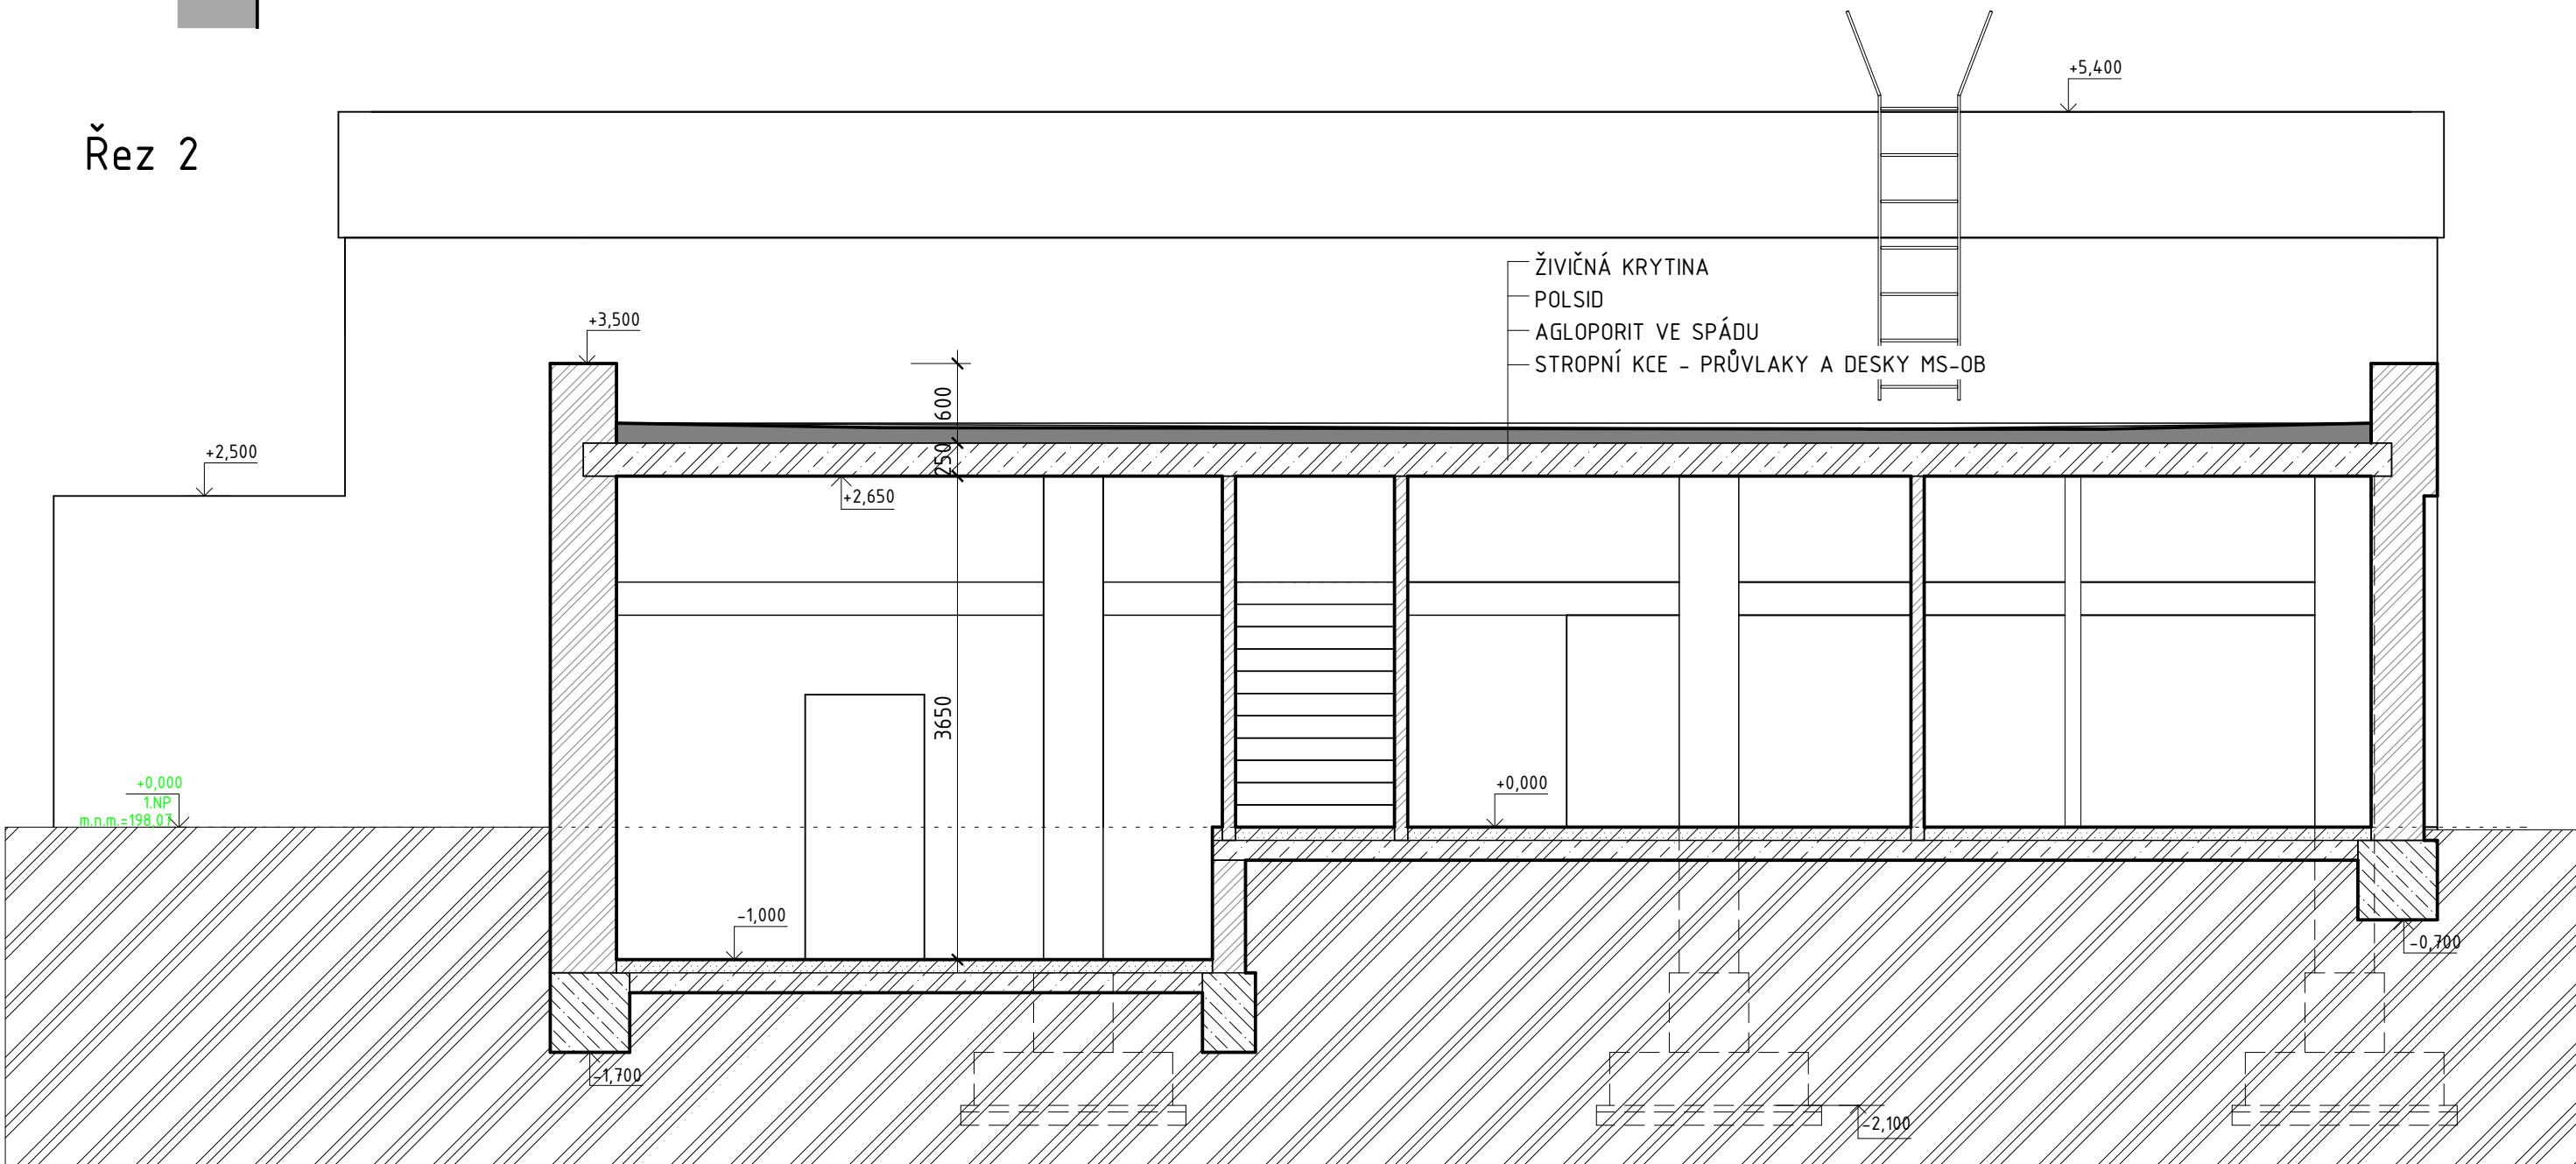 +5,400
Řez 2
ŽIVIČNÁ KRYTINA
POLSID
AGLOPORIT VE SPÁDU
STROPNÍ KCE - PRŮVLAKY A DESKY MS-OB
+3,500
600
250
+2,500
+2,650
3650
+0,000
1.NP
m.n.m.=198,07
+0,000
-1,000
-0,700
-1,700
-2,100